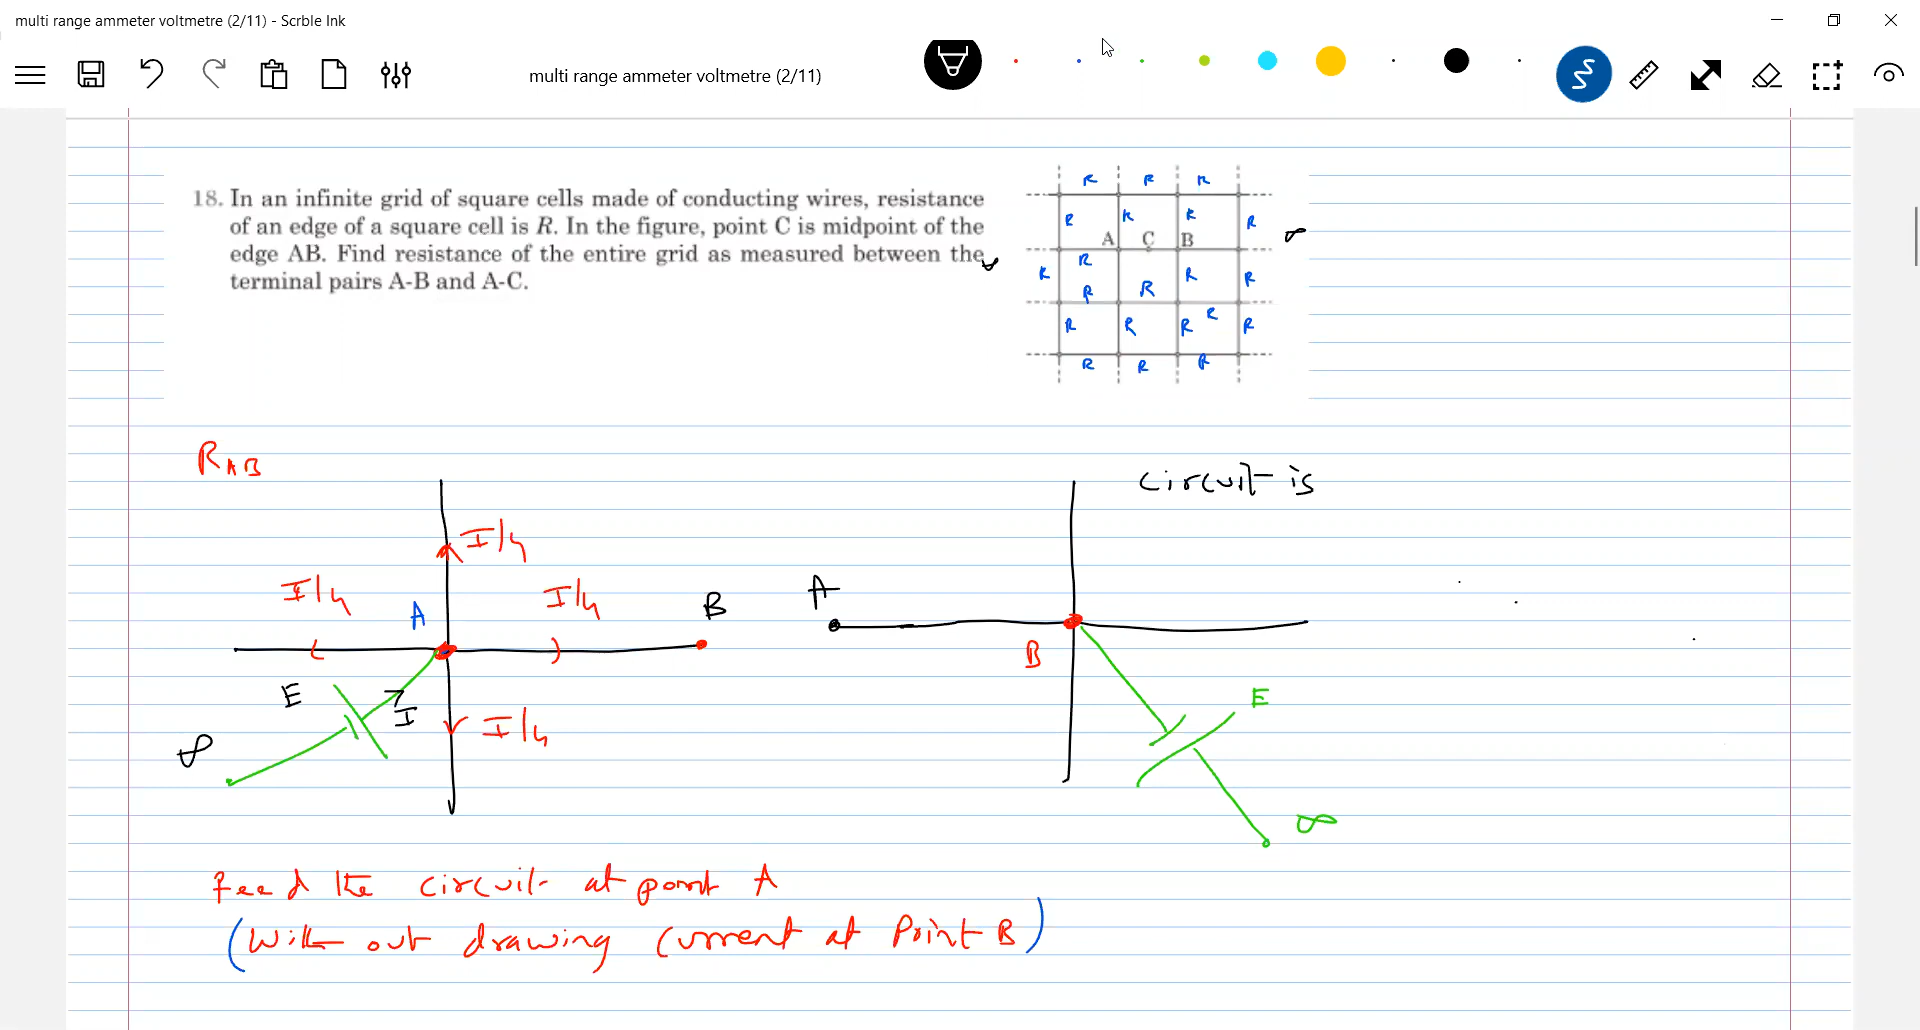 multi range ammeter voltmetre (2/11) - Scrble Ink
multi range ammeter voltmetre (2/11)
18. In an infinite grid of square cells made of conducting wires, resistance
of an edge of a square cell is R. In the figure, point C is midpoint of the
edge AB. Find resistance of the entire grid as measured between the
terminal pairs A-B and A-C.
R R R
R R R R
A C B
∞
R R R R R
R R
R R R R R
R R R
RAB
circuit is
I/4
I/4 I/4
A B A
B
E I E
I/4
∞
∞
feed the circuit at point A
(With out drawing current at Point B)